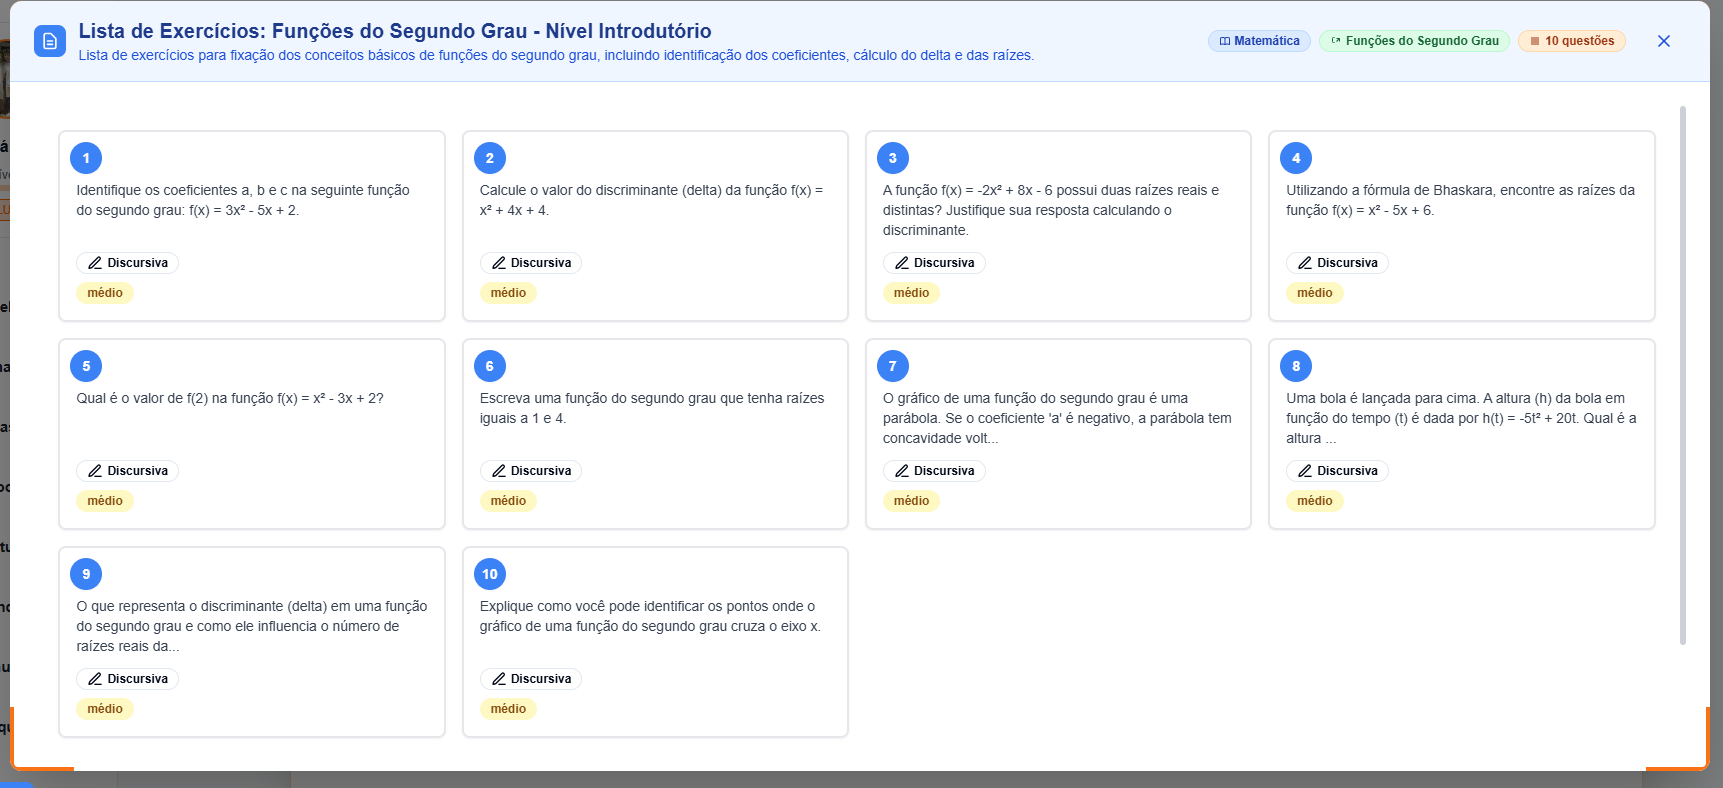 Lista de Exercícios: Funções do Segundo Grau - Nível Introdutório
Lista de exercícios para fixação dos conceitos básicos de funções do segundo grau, incluindo identificação dos coeficientes, cálculo do delta e das raízes.
Matemática
Funções do Segundo Grau
10 questões
1
Identifique os coeficientes a, b e c na seguinte função
do segundo grau: f(x) = 3x² - 5x + 2.
Discursiva
médio
2
Calcule o valor do discriminante (delta) da função f(x) =
x² + 4x + 4.
Discursiva
médio
3
A função f(x) = -2x² + 8x - 6 possui duas raízes reais e
distintas? Justifique sua resposta calculando o
discriminante.
Discursiva
médio
4
Utilizando a fórmula de Bhaskara, encontre as raízes da
função f(x) = x² - 5x + 6.
Discursiva
médio
5
Qual é o valor de f(2) na função f(x) = x² - 3x + 2?
Discursiva
médio
6
Escreva uma função do segundo grau que tenha raízes
iguais a 1 e 4.
Discursiva
médio
7
O gráfico de uma função do segundo grau é uma
parábola. Se o coeficiente 'a' é negativo, a parábola tem
concavidade volt...
Discursiva
médio
8
Uma bola é lançada para cima. A altura (h) da bola em
função do tempo (t) é dada por h(t) = -5t² + 20t. Qual é a
altura ...
Discursiva
médio
9
O que representa o discriminante (delta) em uma função
do segundo grau e como ele influencia o número de
raízes reais da...
Discursiva
médio
10
Explique como você pode identificar os pontos onde o
gráfico de uma função do segundo grau cruza o eixo x.
Discursiva
médio